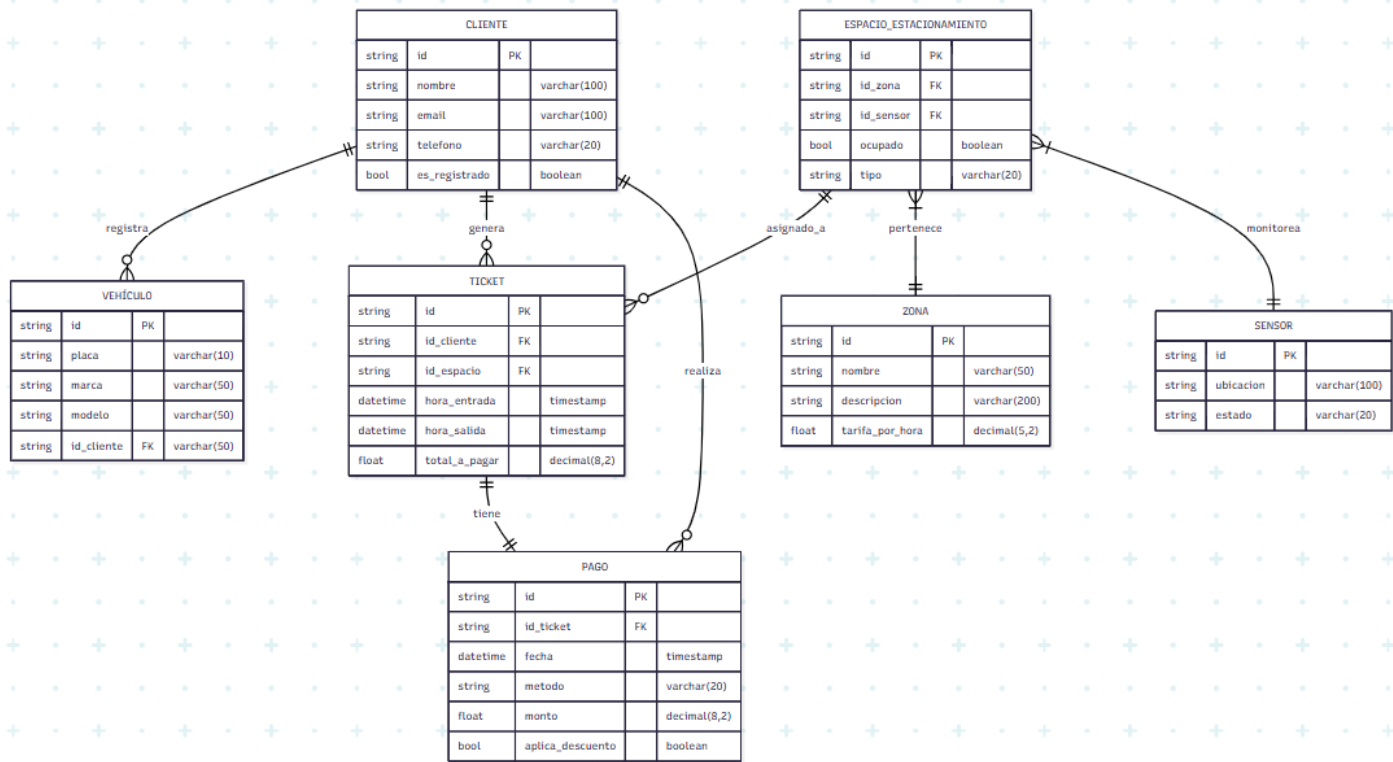 CLIENTE
string id PK
string nombre varchar(100)
string email varchar(100)
string telefono varchar(20)
bool es_registrado boolean
ESPACIO_ESTACIONAMIENTO
string id PK
string id_zona FK
string id_sensor FK
bool ocupado boolean
string tipo varchar(20)
registra
genera
asignado_a
pertenece
monitorea
VEHÍCULO
string id PK
string placa varchar(10)
string marca varchar(50)
string modelo varchar(50)
string id_cliente FK varchar(50)
TICKET
string id PK
string id_cliente FK
string id_espacio FK
datetime hora_entrada timestamp
datetime hora_salida timestamp
float total_a_pagar decimal(8,2)
realiza
ZONA
string id PK
string nombre varchar(50)
string descripcion varchar(200)
float tarifa_por_hora decimal(5,2)
SENSOR
string id PK
string ubicacion varchar(100)
string estado varchar(20)
tiene
PAGO
string id PK
string id_ticket FK
datetime fecha timestamp
string metodo varchar(20)
float monto decimal(8,2)
bool aplica_descuento boolean